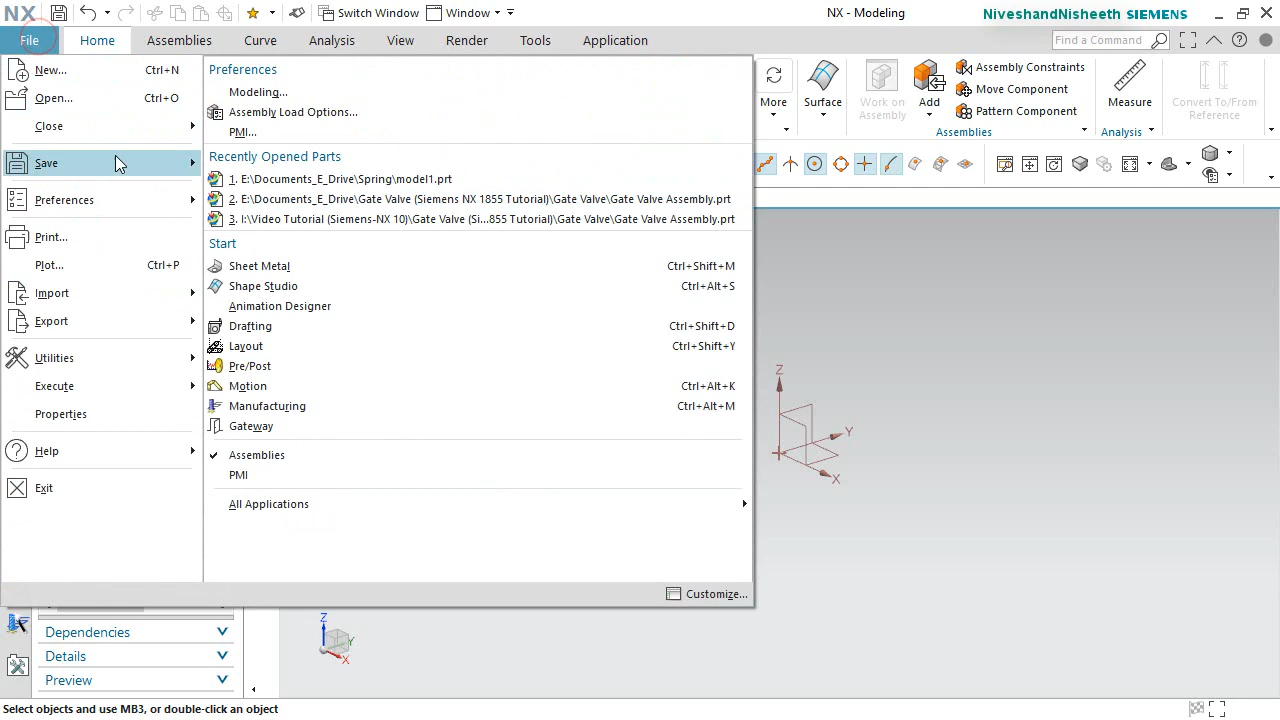 NX Switch Window Window NX - Modeling NiveshandNisheeth SIEMENS
File Home Assemblies Curve Analysis View Render Tools Application Find a Command
New... Ctrl+N
Open... Ctrl+O
Close
Save
Preferences
Print...
Plot... Ctrl+P
Import
Export
Utilities
Execute
Properties
Help
Exit
Preferences
Modeling...
Assembly Load Options...
PMI...
Recently Opened Parts
1. E:\Documents_E_Drive\Spring\model1.prt
2. E:\Documents_E_Drive\Gate Valve (Siemens NX 1855 Tutorial)\Gate Valve\Gate Valve Assembly.prt
3. I:\Video Tutorial (Siemens-NX 10)\Gate Valve (Si...855 Tutorial)\Gate Valve\Gate Valve Assembly.prt
Start
Sheet Metal Ctrl+Shift+M
Shape Studio Ctrl+Alt+S
Animation Designer
Drafting Ctrl+Shift+D
Layout Ctrl+Shift+Y
Pre/Post
Motion Ctrl+Alt+K
Manufacturing Ctrl+Alt+M
Gateway
Assemblies
PMI
All Applications
Customize...
More
Surface
Work on
Assembly
Add
Assembly Constraints
Move Component
Pattern Component
Assemblies
Measure
Analysis
Convert To/From
Reference
Z
Y
X
Z
Y
X
Dependencies
Details
Preview
Select objects and use MB3, or double-click an object